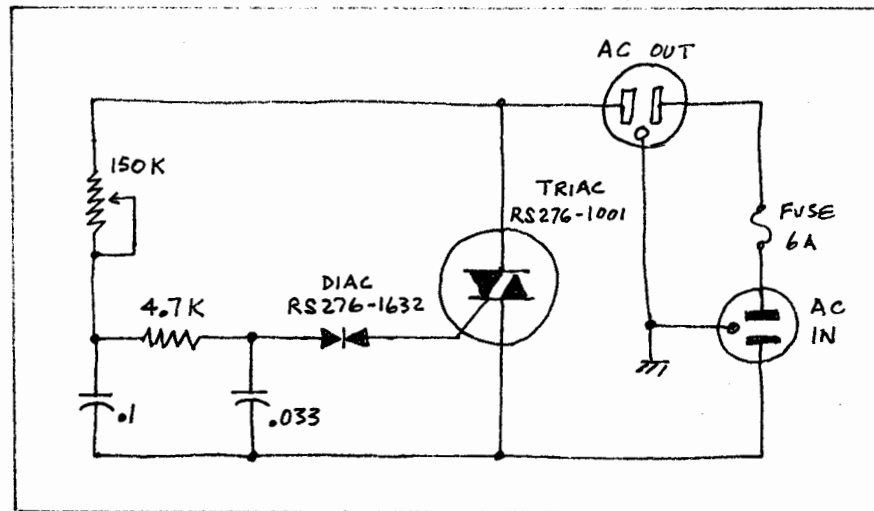 AC OUT
150K
TRIAC
RS276-1001
FUSE
6A
DIAC
RS276-1632
4.7K
AC
IN
.1
.033